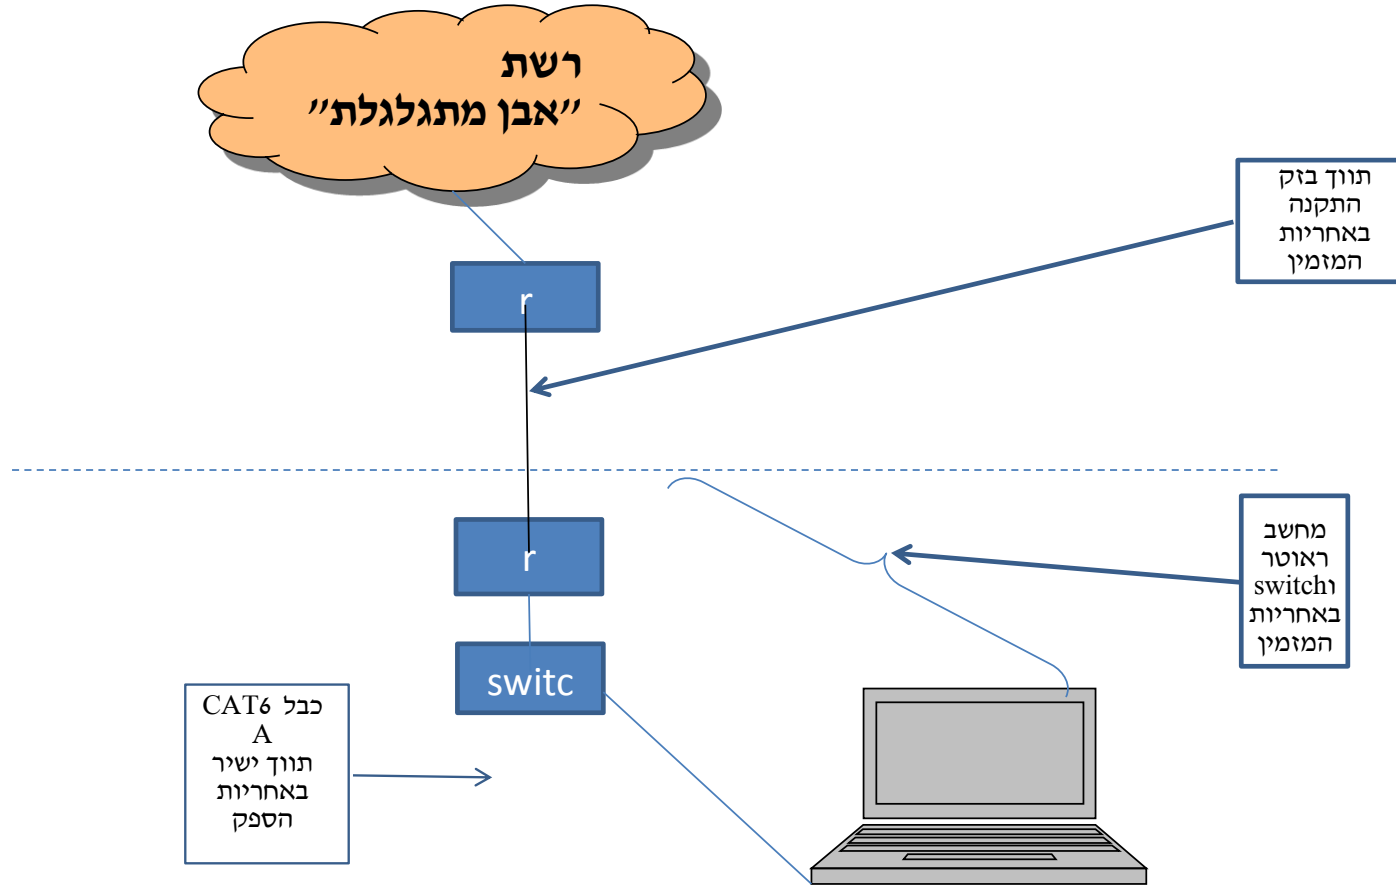 רשת
"אבן מתגלגלת"
תווך בזק
התקנה
באחריות
המזמין
r
r
מחשב
ראוטר
וswitch
באחריות
המזמין
switc
כבל CAT6
A
תווך ישיר
באחריות
הספק